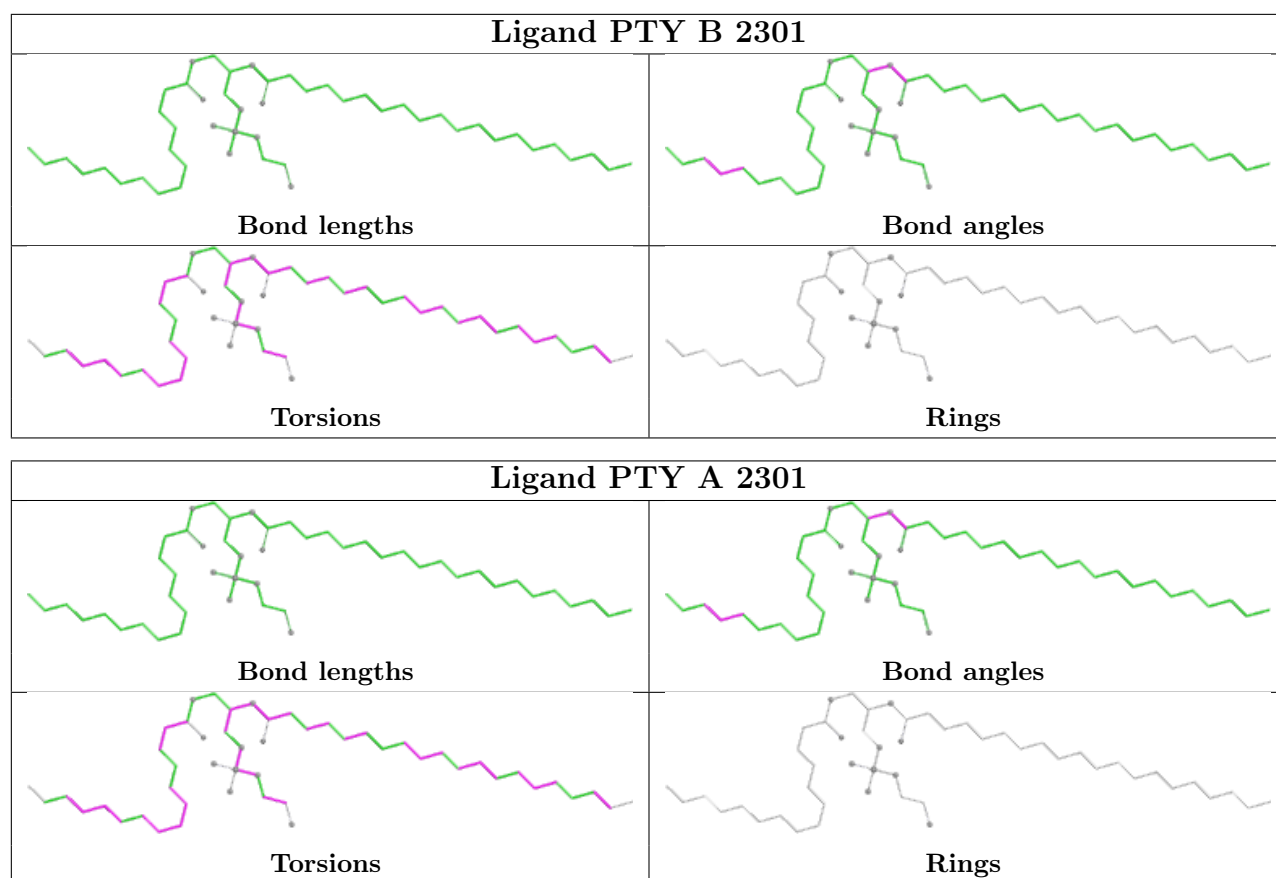 Ligand PTY B 2301
Bond lengths
Bond angles
Torsions
Rings
Ligand PTY A 2301
Bond lengths
Bond angles
Torsions
Rings